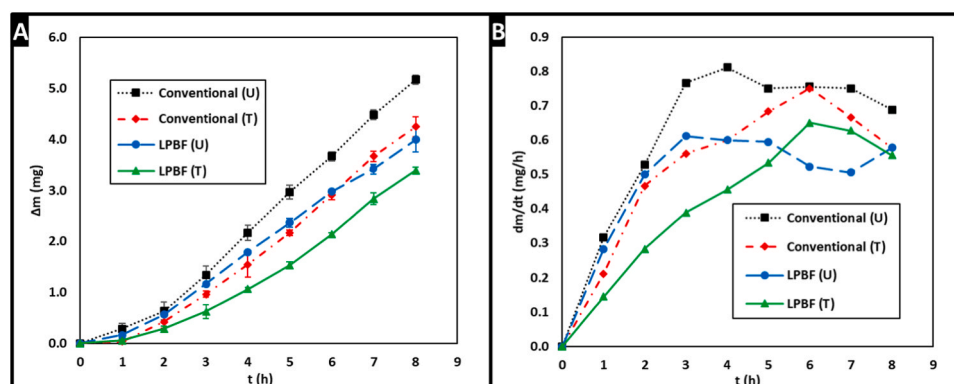 A
6.0
5.0
4.0
3.0
2.0
1.0
0.0
Δm (mg)
Conventional (U)
Conventional (T)
LPBF (U)
LPBF (T)
0 1 2 3 4 5 6 7 8 9
t (h)
B
0.9
0.8
0.7
0.6
0.5
0.4
0.3
0.2
0.1
0.0
dm/dt (mg/h)
Conventional (U)
Conventional (T)
LPBF (U)
LPBF (T)
0 1 2 3 4 5 6 7 8 9
t (h)